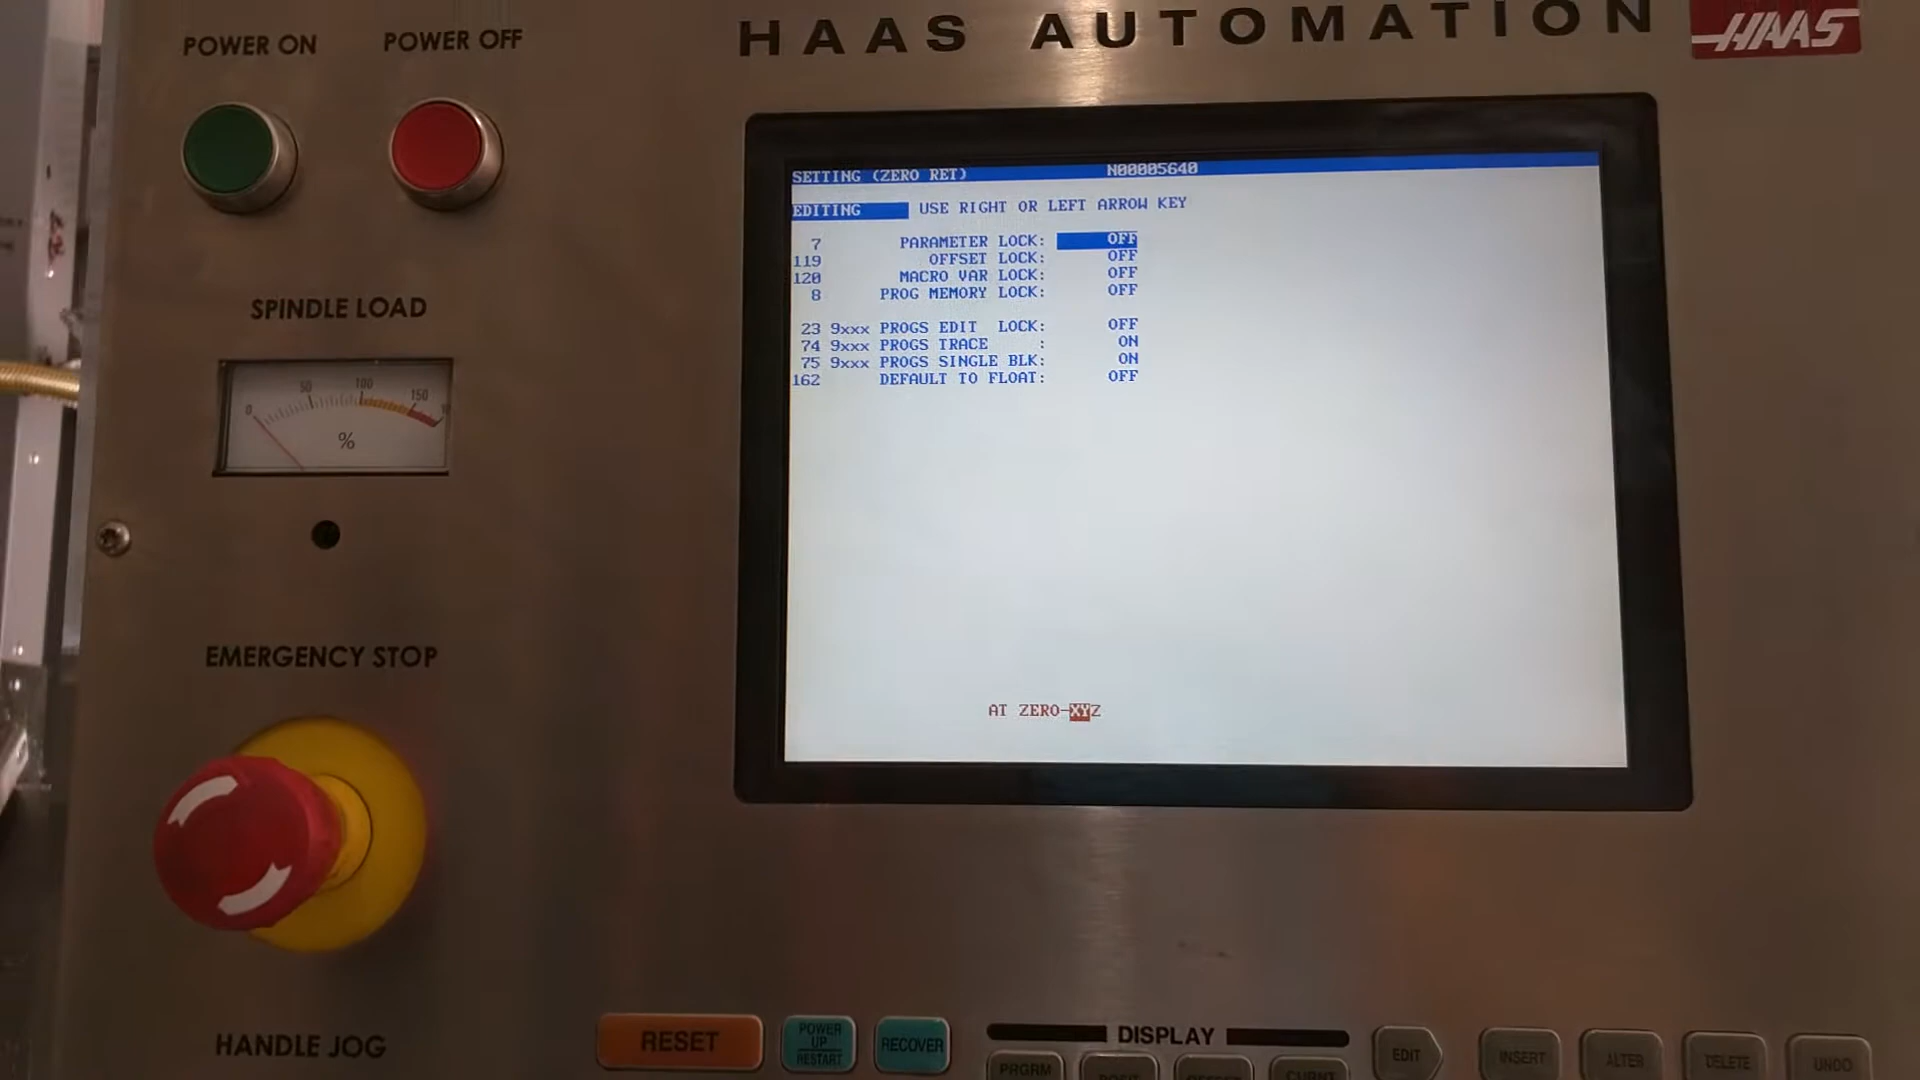 POWER ON
POWER OFF
HAAS AUTOMATION
HAAS
SETTING (ZERO RET) N00005640
EDITING USE RIGHT OR LEFT ARROW KEY
7 PARAMETER LOCK: OFF
119 OFFSET LOCK: OFF
120 MACRO VAR LOCK: OFF
8 PROG MEMORY LOCK: OFF
23 9xxx PROGS EDIT LOCK: OFF
74 9xxx PROGS TRACE : ON
75 9xxx PROGS SINGLE BLK: ON
162 DEFAULT TO FLOAT: OFF
AT ZERO-XYZ
SPINDLE LOAD
0 50 100 150
%
EMERGENCY STOP
HANDLE JOG
RESET
POWER UP RESTART
RECOVER
DISPLAY
PRGRM
EDIT
INSERT
ALTER
DELETE
UNDO